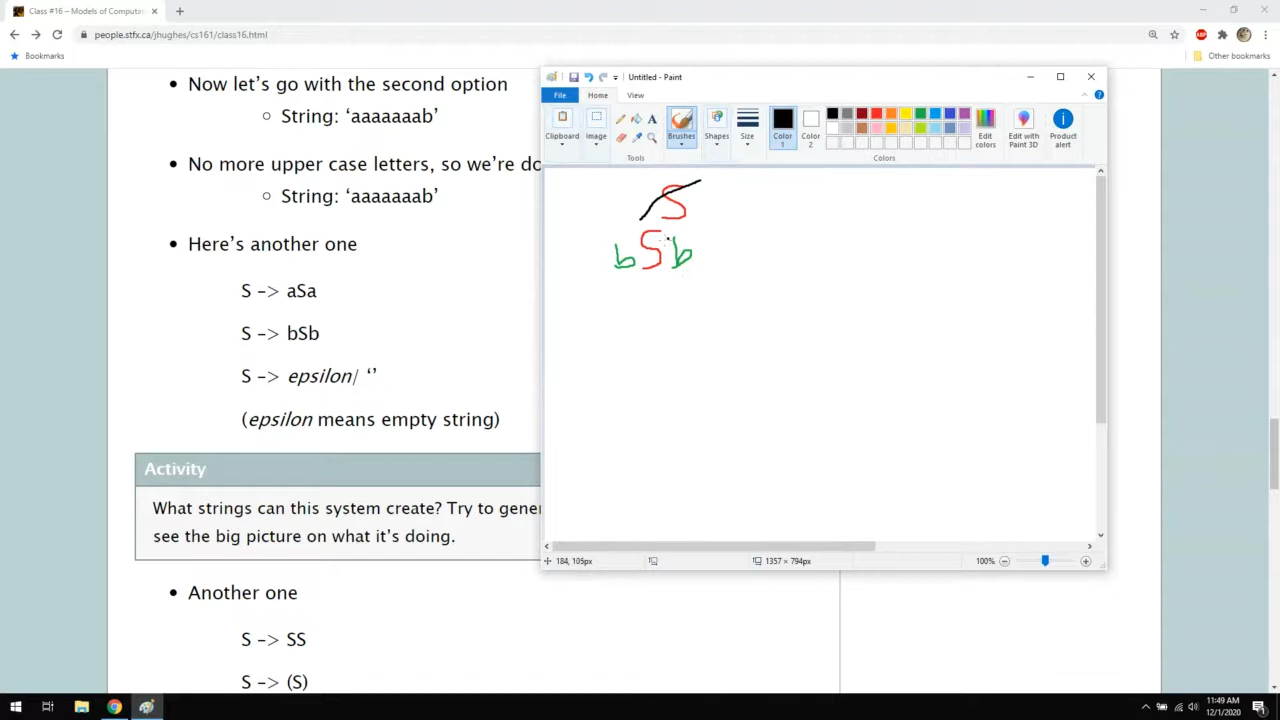 Class #16 – Models of Computat
people.stfx.ca/jhughes/cs161/class16.html
Bookmarks
Other bookmarks
ABP
• Now let's go with the second option
○ String: 'aaaaaaab'
• No more upper case letters, so we're do
○ String: 'aaaaaaab'
• Here's another one
S –> aSa
S –> bSb
S –> epsilon/ ''
(epsilon means empty string)
Activity
What strings can this system create? Try to gener
see the big picture on what it's doing.
• Another one
S –> SS
S –> (S)
Untitled - Paint
File Home View
Clipboard Image Brushes Shapes Size Color 1 Color 2 Edit colors Edit with Paint 3D Product alert
Tools Colors
S
b S b
184, 105px 1357 × 794px 100%
11:49 AM
12/1/2020